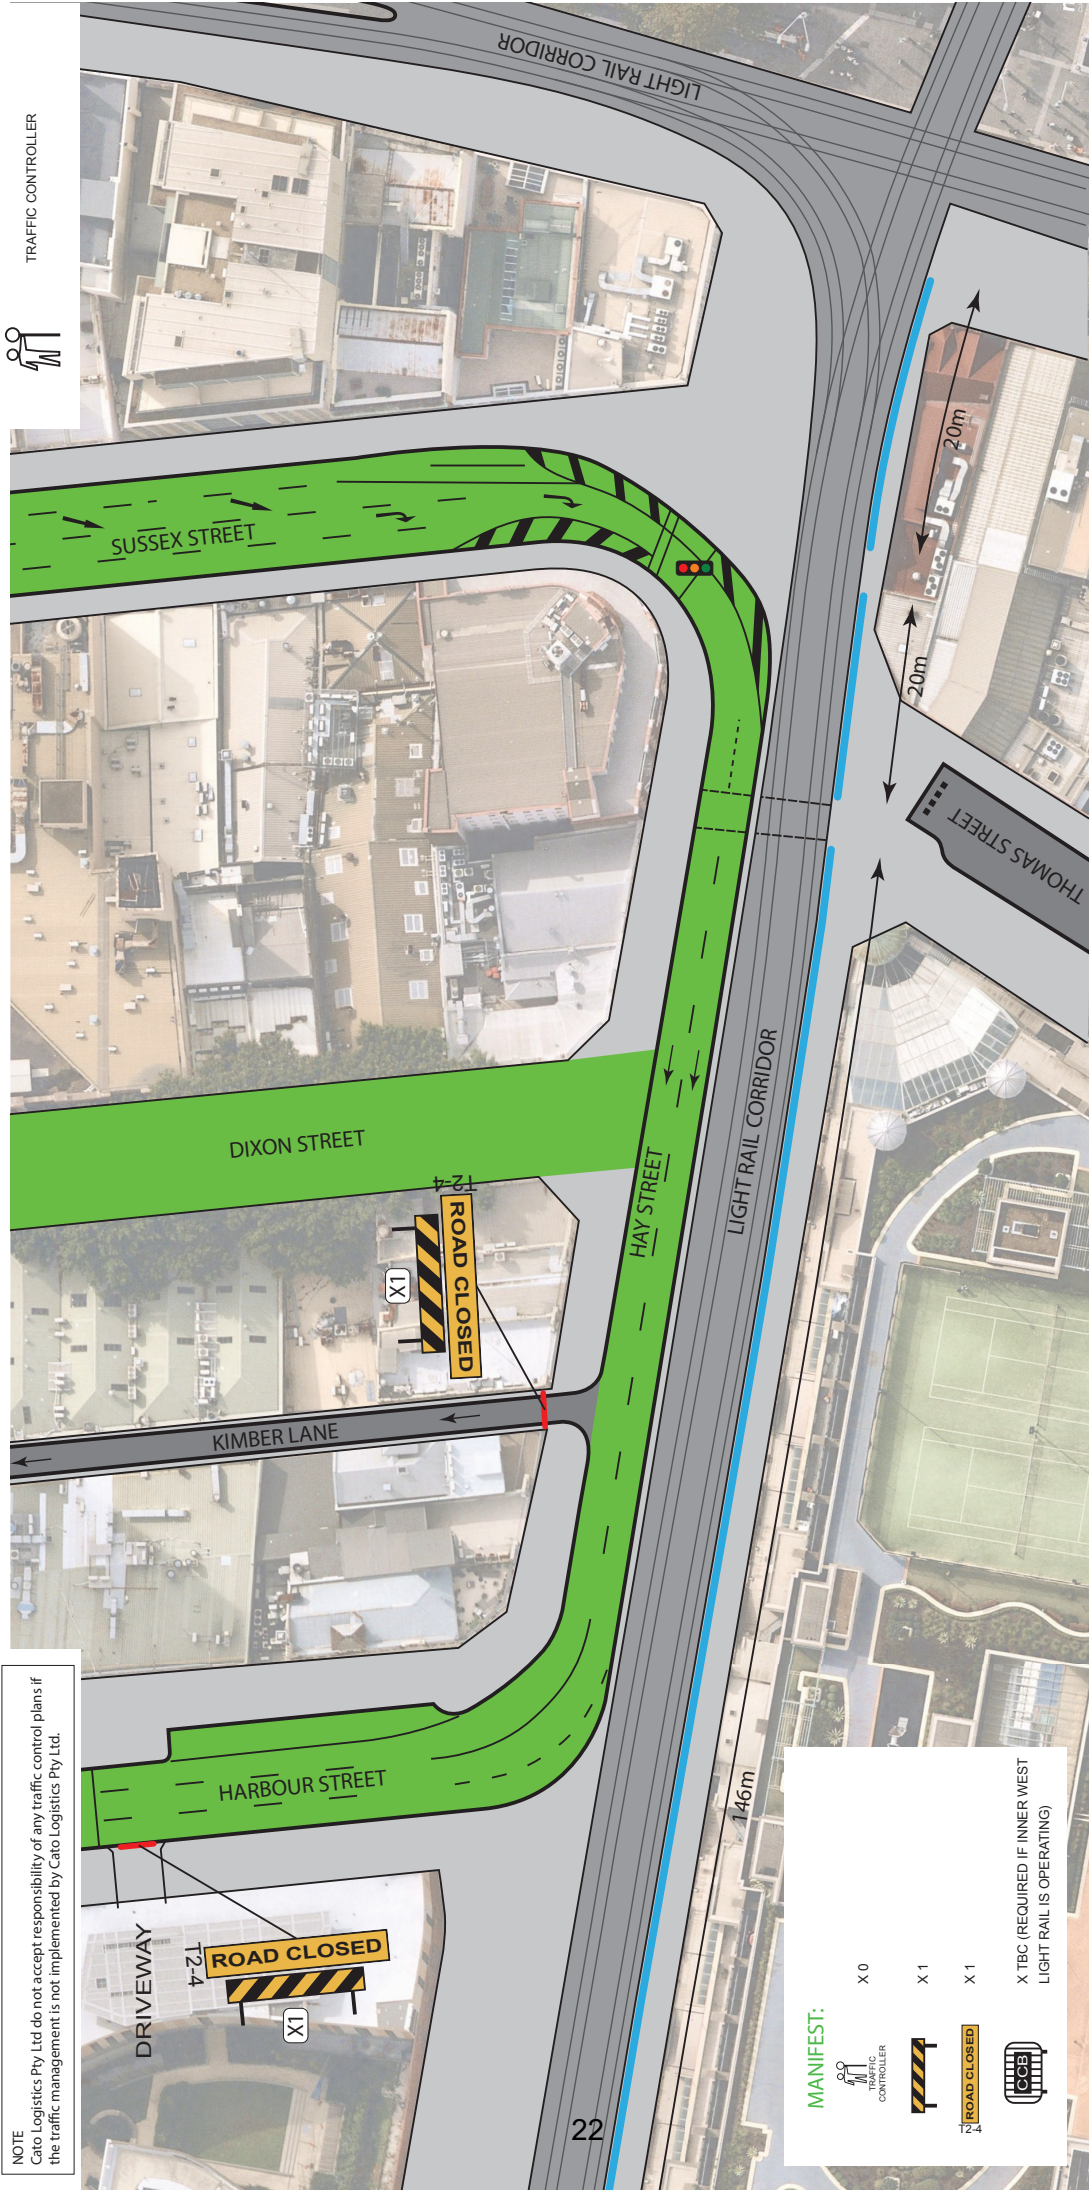 NOTE
Cato Logistics Pty Ltd do not accept responsibility of any traffic control plans if
the traffic management is not implemented by Cato Logistics Pty Ltd.
TRAFFIC CONTROLLER
LIGHT RAIL CORRIDOR
SUSSEX STREET
20m
20m
THOMAS STREET
DIXON STREET
HAY STREET
LIGHT RAIL CORRIDOR
T2-4
ROAD CLOSED
X1
KIMBER LANE
HARBOUR STREET
146m
DRIVEWAY
T2-4
ROAD CLOSED
X1
22
MANIFEST:
TRAFFIC
CONTROLLER
X 0
X 1
ROAD CLOSED
T2-4
X 1
CCB
X TBC (REQUIRED IF INNER WEST
LIGHT RAIL IS OPERATING)